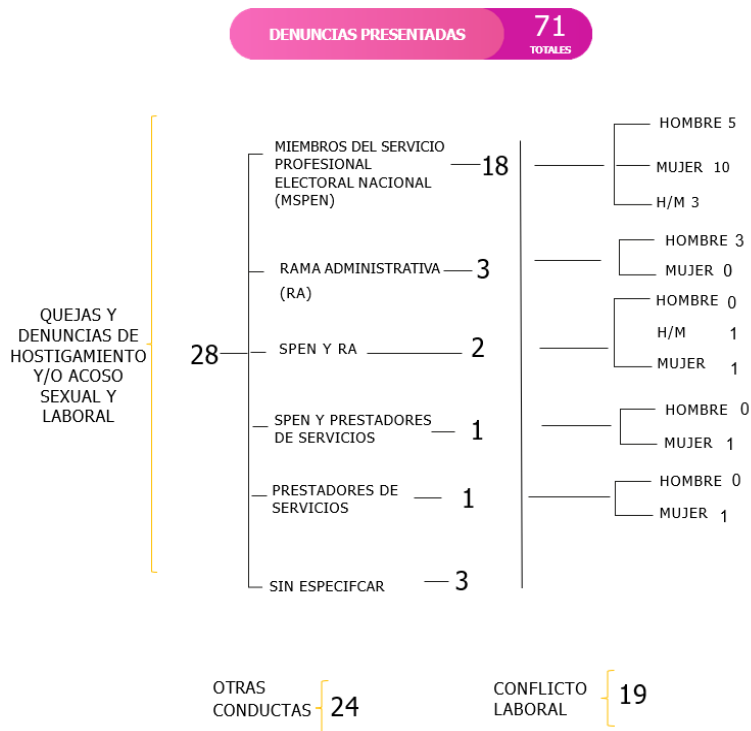 DENUNCIAS PRESENTADAS
71
TOTALES
QUEJAS Y
DENUNCIAS DE
HOSTIGAMIENTO
Y/O ACOSO
SEXUAL Y
LABORAL
28
MIEMBROS DEL SERVICIO
PROFESIONAL
ELECTORAL NACIONAL
(MSPEN)
18
HOMBRE 5
MUJER 10
H/M 3
RAMA ADMINISTRATIVA
(RA)
3
HOMBRE 3
MUJER 0
SPEN Y RA
2
HOMBRE 0
H/M 1
MUJER 1
SPEN Y PRESTADORES
DE SERVICIOS
1
HOMBRE 0
MUJER 1
PRESTADORES DE
SERVICIOS
1
HOMBRE 0
MUJER 1
SIN ESPECIFCAR
3
OTRAS
CONDUCTAS
24
CONFLICTO
LABORAL
19